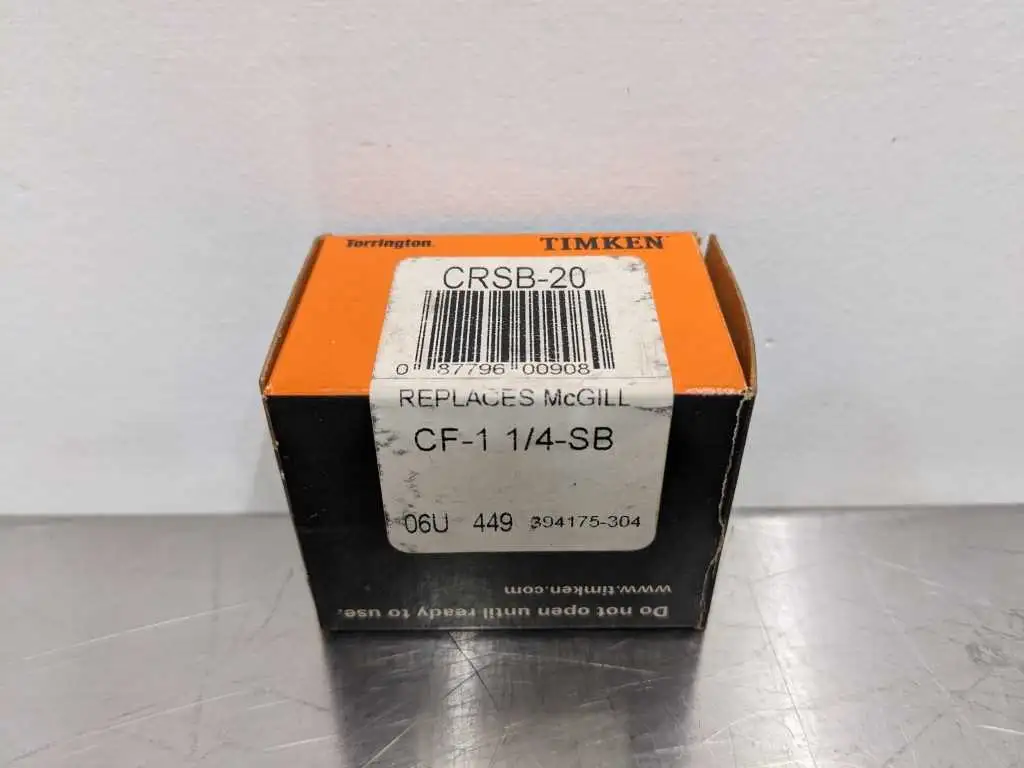 Torrington. TIMKEN
CRSB-20
0 87796 00908
REPLACES McGILL
CF-1 1/4-SB
06U 449 394175-304
www.timken.com
Do not open until ready to use.